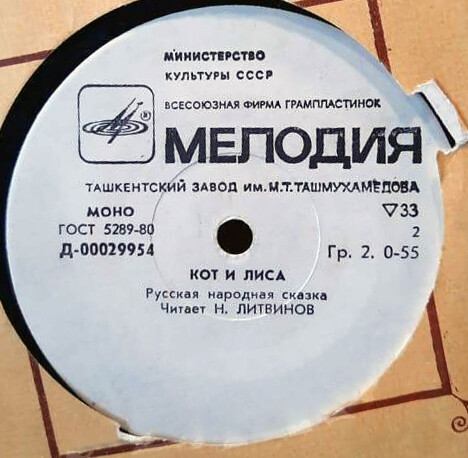 МИНИСТЕРСТВО
КУЛЬТУРЫ СССР
ВСЕСОЮЗНАЯ ФИРМА ГРАМПЛАСТИНОК
®
МЕЛОДИЯ
ТАШКЕНТСКИЙ ЗАВОД ИМ. М.Т. ТАШМУХАМЕДОВА
МОНО
ГОСТ 5289-80
Д-00029954
▽33
2
Гр. 2. 0-55
КОТ И ЛИСА
Русская народная сказка
Читает Н. ЛИТВИНОВ